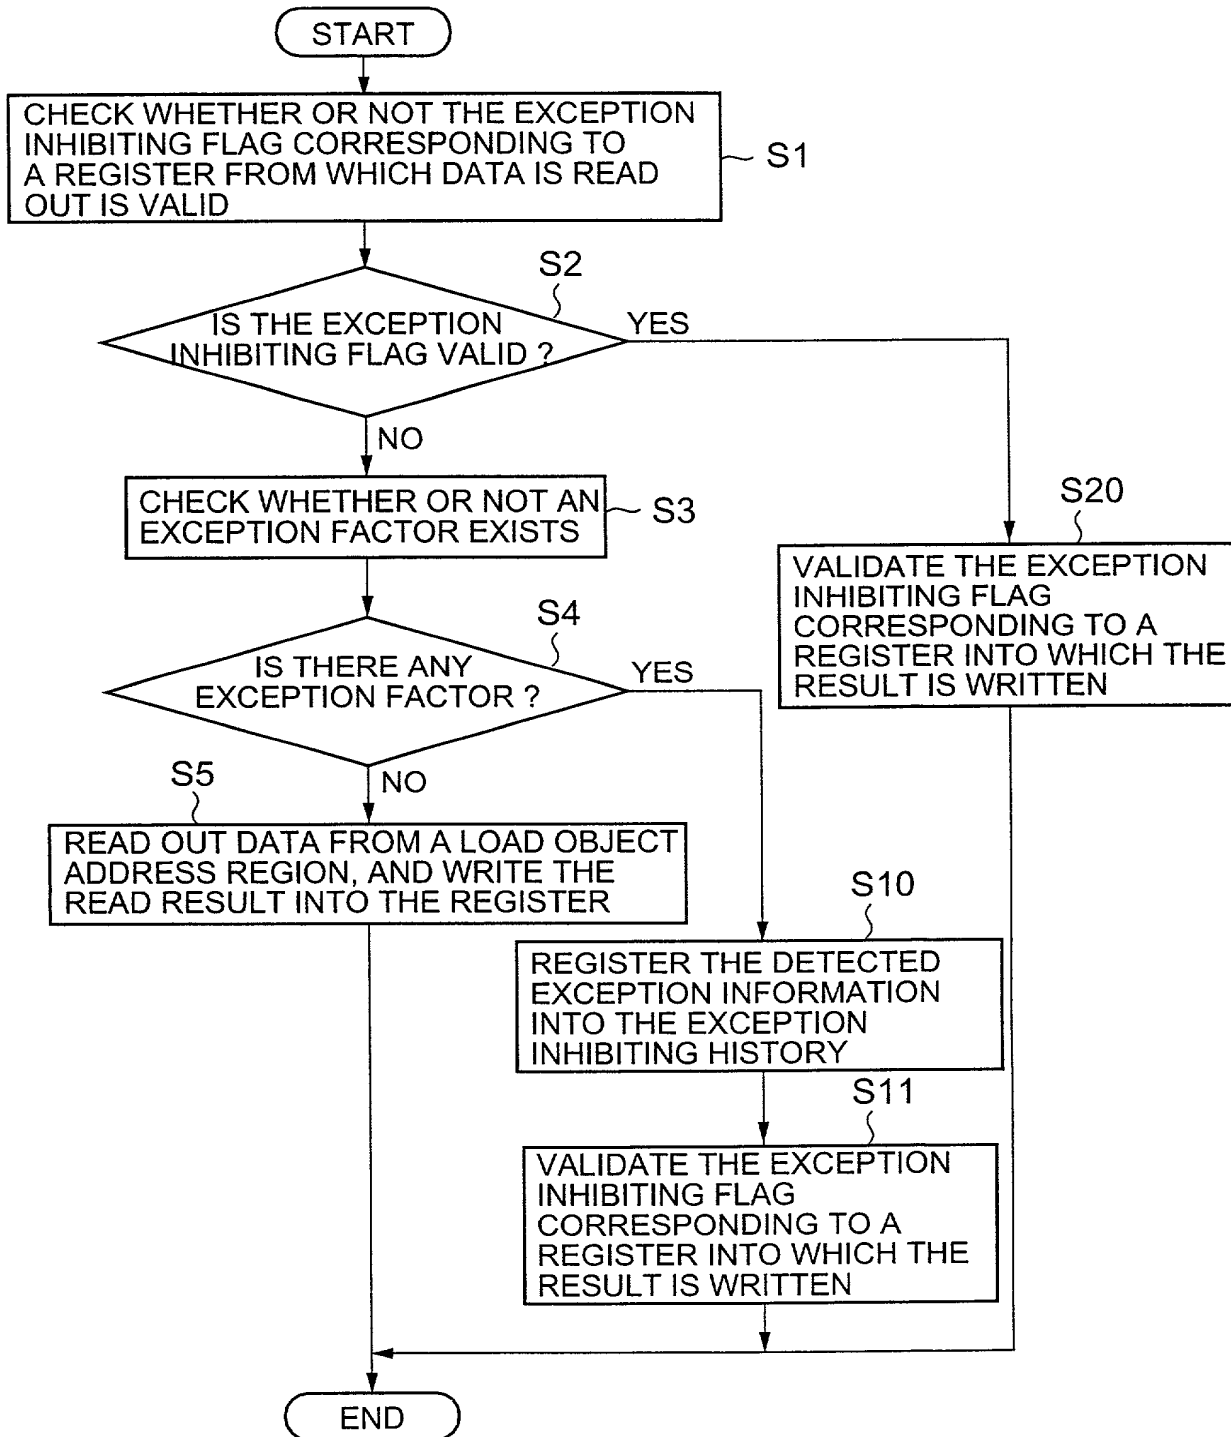 START
CHECK WHETHER OR NOT THE EXCEPTION
INHIBITING FLAG CORRESPONDING TO
A REGISTER FROM WHICH DATA IS READ
OUT IS VALID
S1
S2
IS THE EXCEPTION
INHIBITING FLAG VALID ?
YES
NO
CHECK WHETHER OR NOT AN
EXCEPTION FACTOR EXISTS
S3
S20
VALIDATE THE EXCEPTION
INHIBITING FLAG
CORRESPONDING TO A
REGISTER INTO WHICH THE
RESULT IS WRITTEN
S4
IS THERE ANY
EXCEPTION FACTOR ?
YES
NO
S5
READ OUT DATA FROM A LOAD OBJECT
ADDRESS REGION, AND WRITE THE
READ RESULT INTO THE REGISTER
S10
REGISTER THE DETECTED
EXCEPTION INFORMATION
INTO THE EXCEPTION
INHIBITING HISTORY
S11
VALIDATE THE EXCEPTION
INHIBITING FLAG
CORRESPONDING TO A
REGISTER INTO WHICH THE
RESULT IS WRITTEN
END